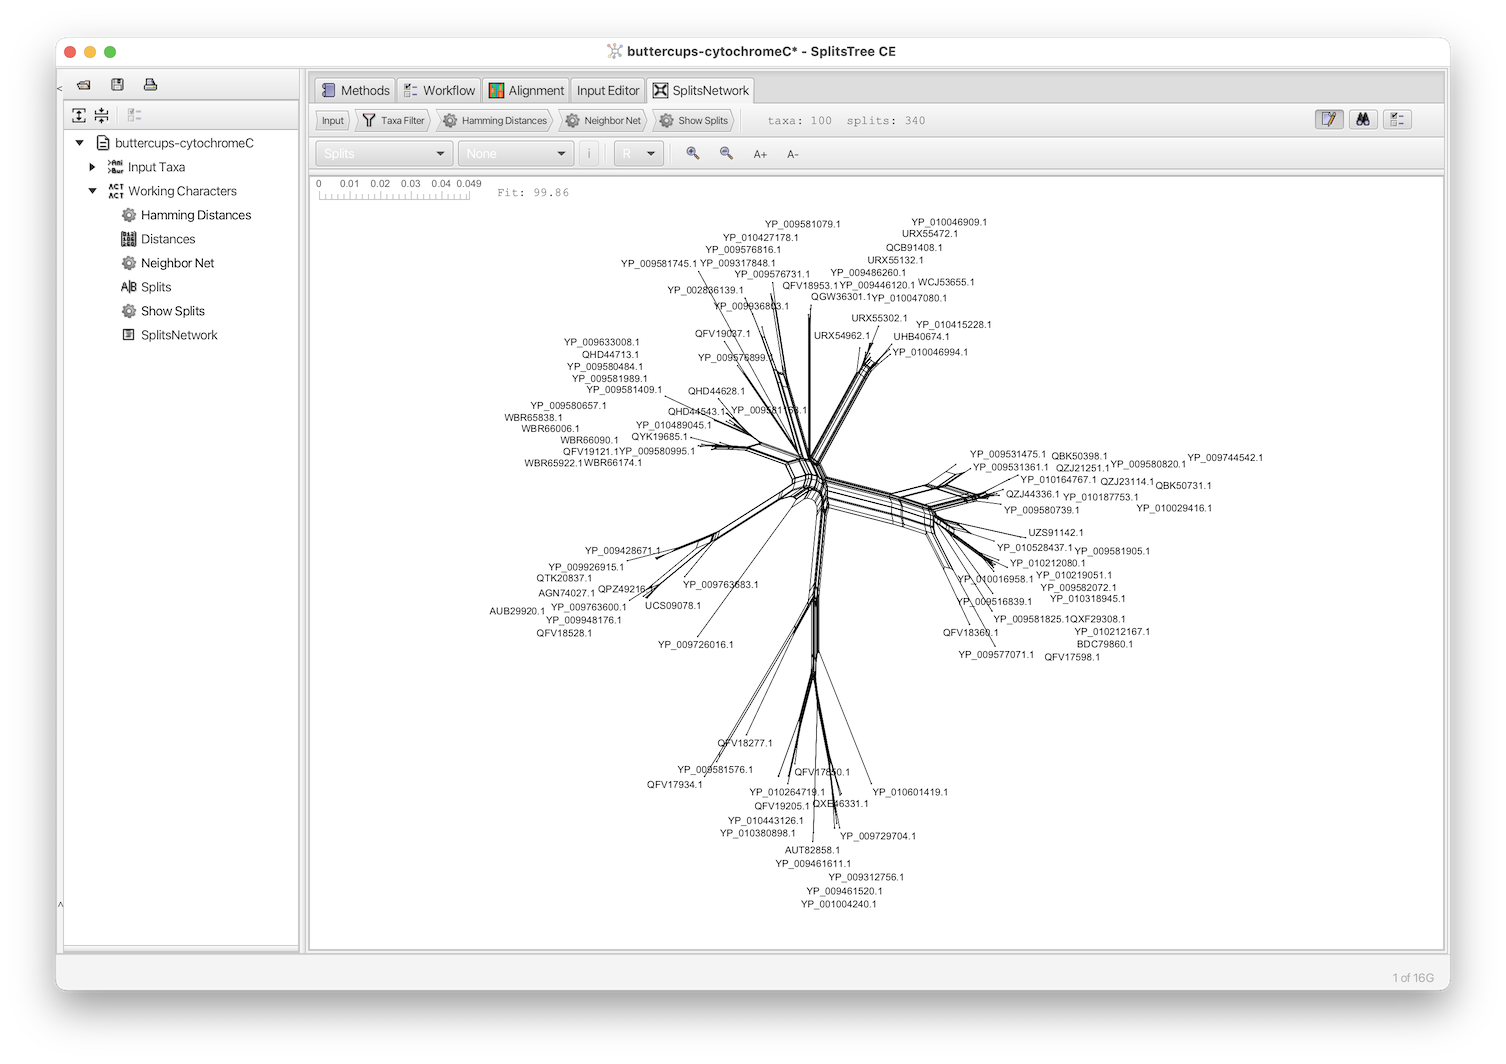 buttercups-cytochromeC* - SplitsTree CE
Methods Workflow Alignment Input Editor SplitsNetwork
Input Taxa Filter Hamming Distances Neighbor Net Show Splits taxa: 100 splits: 340
Splits None i R A+ A-
buttercups-cytochromeC
Input Taxa
Working Characters
Hamming Distances
Distances
Neighbor Net
Splits
Show Splits
SplitsNetwork
0 0.01 0.02 0.03 0.04 0.049
Fit: 99.86
YP_009581079.1
YP_010427178.1
YP_009576816.1
YP_009581745.1 YP_009317848.1
YP_009576731.1
YP_002836139.1
YP_009936803.1
QFV19037.1
YP_009576899.1
YP_010046909.1
URX55472.1
QCB91408.1
URX55132.1
YP_009486260.1
QFV18953.1 YP_009446120.1 WCJ53655.1
QGW36301.1 YP_010047080.1
URX55302.1
YP_010415228.1
URX54962.1 UHB40674.1
YP_010046994.1
YP_009633008.1
QHD44713.1
YP_009580484.1
YP_009581989.1
YP_009581409.1
QHD44628.1
YP_009580657.1
QHD44543.1 YP_009581163.1
WBR65838.1
YP_010489045.1
WBR66006.1
QYK19685.1
WBR66090.1
QFV19121.1 YP_009580995.1
WBR65922.1 WBR66174.1
YP_009531475.1 QBK50398.1
YP_009744542.1
YP_009531361.1 QZJ21251.1 YP_009580820.1
YP_010164767.1 QZJ23114.1 QBK50731.1
QZJ44336.1 YP_010187753.1
YP_009580739.1 YP_010029416.1
UZS91142.1
YP_010528437.1 YP_009581905.1
YP_010212080.1
YP_010016958.1 YP_010219051.1
YP_009582072.1
YP_009516839.1 YP_010318945.1
YP_009581825.1 QXF29308.1
QFV18360.1 YP_010212167.1
BDC79860.1
YP_009577071.1 QFV17598.1
YP_009428671.1
YP_009926915.1
QTK20837.1
AGN74027.1 QPZ49216.1
YP_009763683.1
AUB29920.1 YP_009763600.1 UCS09078.1
YP_009948176.1
QFV18528.1
YP_009726016.1
QFV18277.1
YP_009581576.1
QFV17934.1
QFV17850.1
YP_010264719.1 YP_010601419.1
QFV19205.1 QXE46331.1
YP_010443126.1
YP_010380898.1 YP_009729704.1
AUT82858.1
YP_009461611.1
YP_009312756.1
YP_009461520.1
YP_001004240.1
1 of 16G